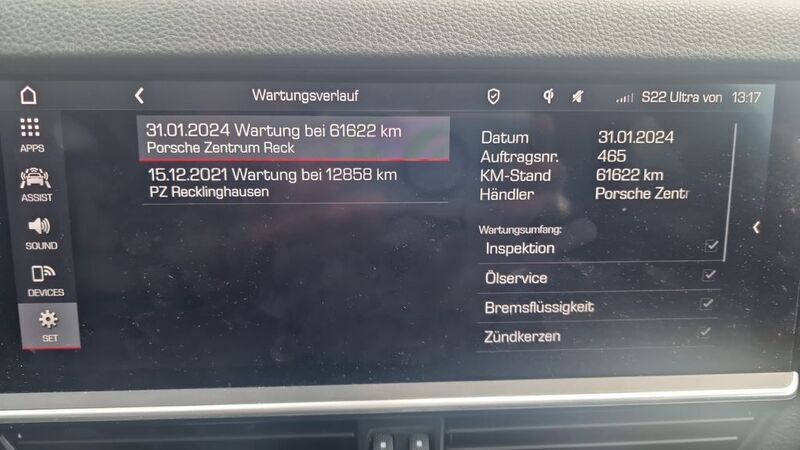 Wartungsverlauf
S22 Ultra von 13:17
APPS
ASSIST
SOUND
DEVICES
SET
31.01.2024 Wartung bei 61622 km
Porsche Zentrum Reck
15.12.2021 Wartung bei 12858 km
PZ Recklinghausen
Datum 31.01.2024
Auftragsnr. 465
KM-Stand 61622 km
Händler Porsche Zentr
Wartungsumfang:
Inspektion
Ölservice
Bremsflüssigkeit
Zündkerzen